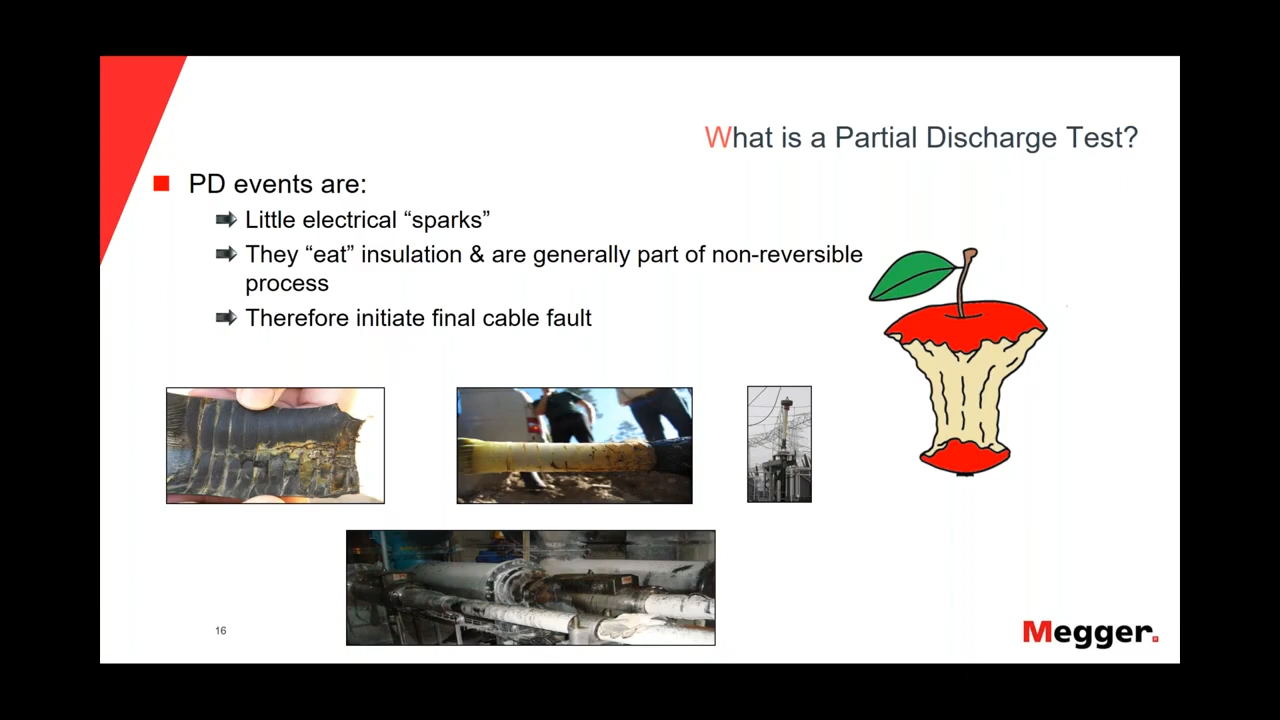 What is a Partial Discharge Test?
PD events are:
Little electrical “sparks”
They “eat” insulation & are generally part of non-reversible
process
Therefore initiate final cable fault
16
Megger.